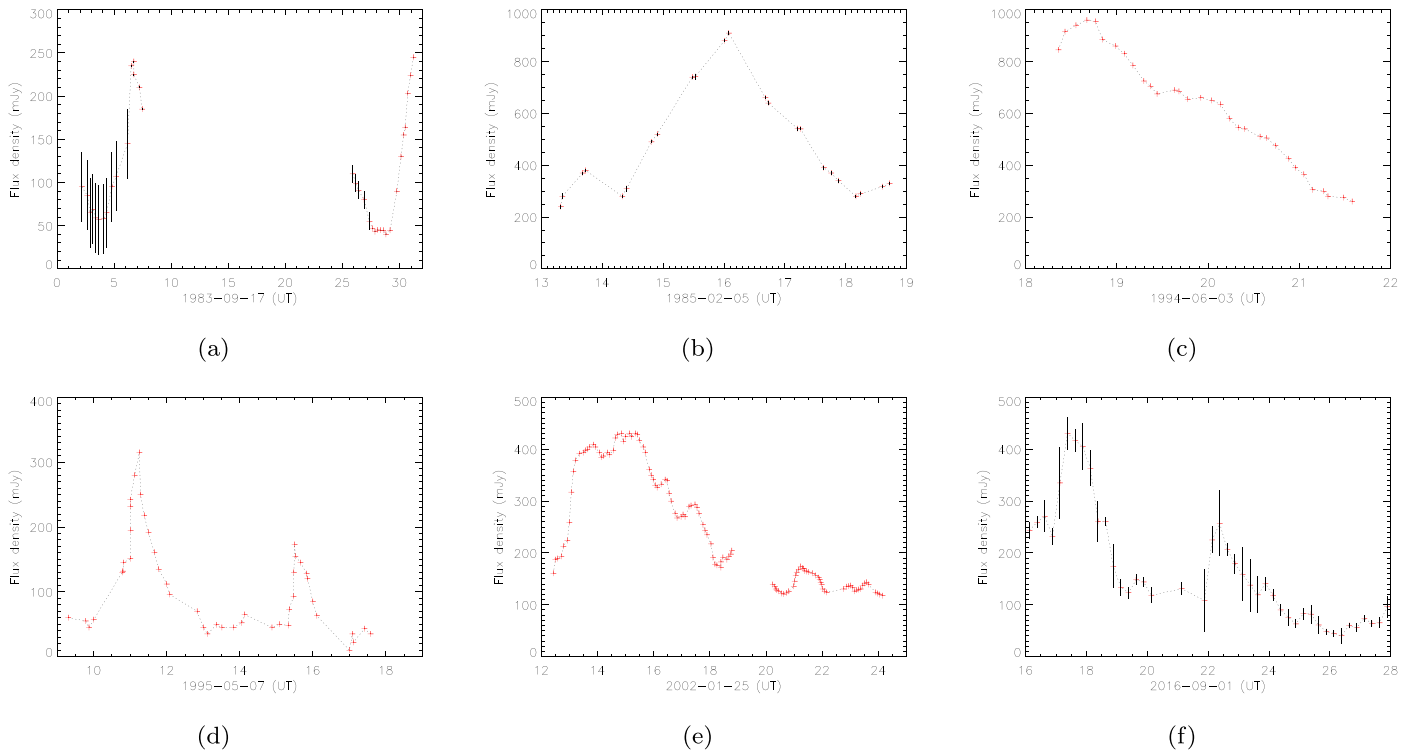 300
250
200
150
100
50
0
Flux density (mJy)
0 5 10 15 20 25 30
1983-09-17 (UT)
(a)
1000
800
600
400
200
0
Flux density (mJy)
13 14 15 16 17 18 19
1985-02-05 (UT)
(b)
1000
800
600
400
200
0
Flux density (mJy)
18 19 20 21 22
1994-06-03 (UT)
(c)
400
300
200
100
0
Flux density (mJy)
10 12 14 16 18
1995-05-07 (UT)
(d)
500
400
300
200
100
0
Flux density (mJy)
12 14 16 18 20 22 24
2002-01-25 (UT)
(e)
500
400
300
200
100
0
Flux density (mJy)
16 18 20 22 24 26 28
2016-09-01 (UT)
(f)